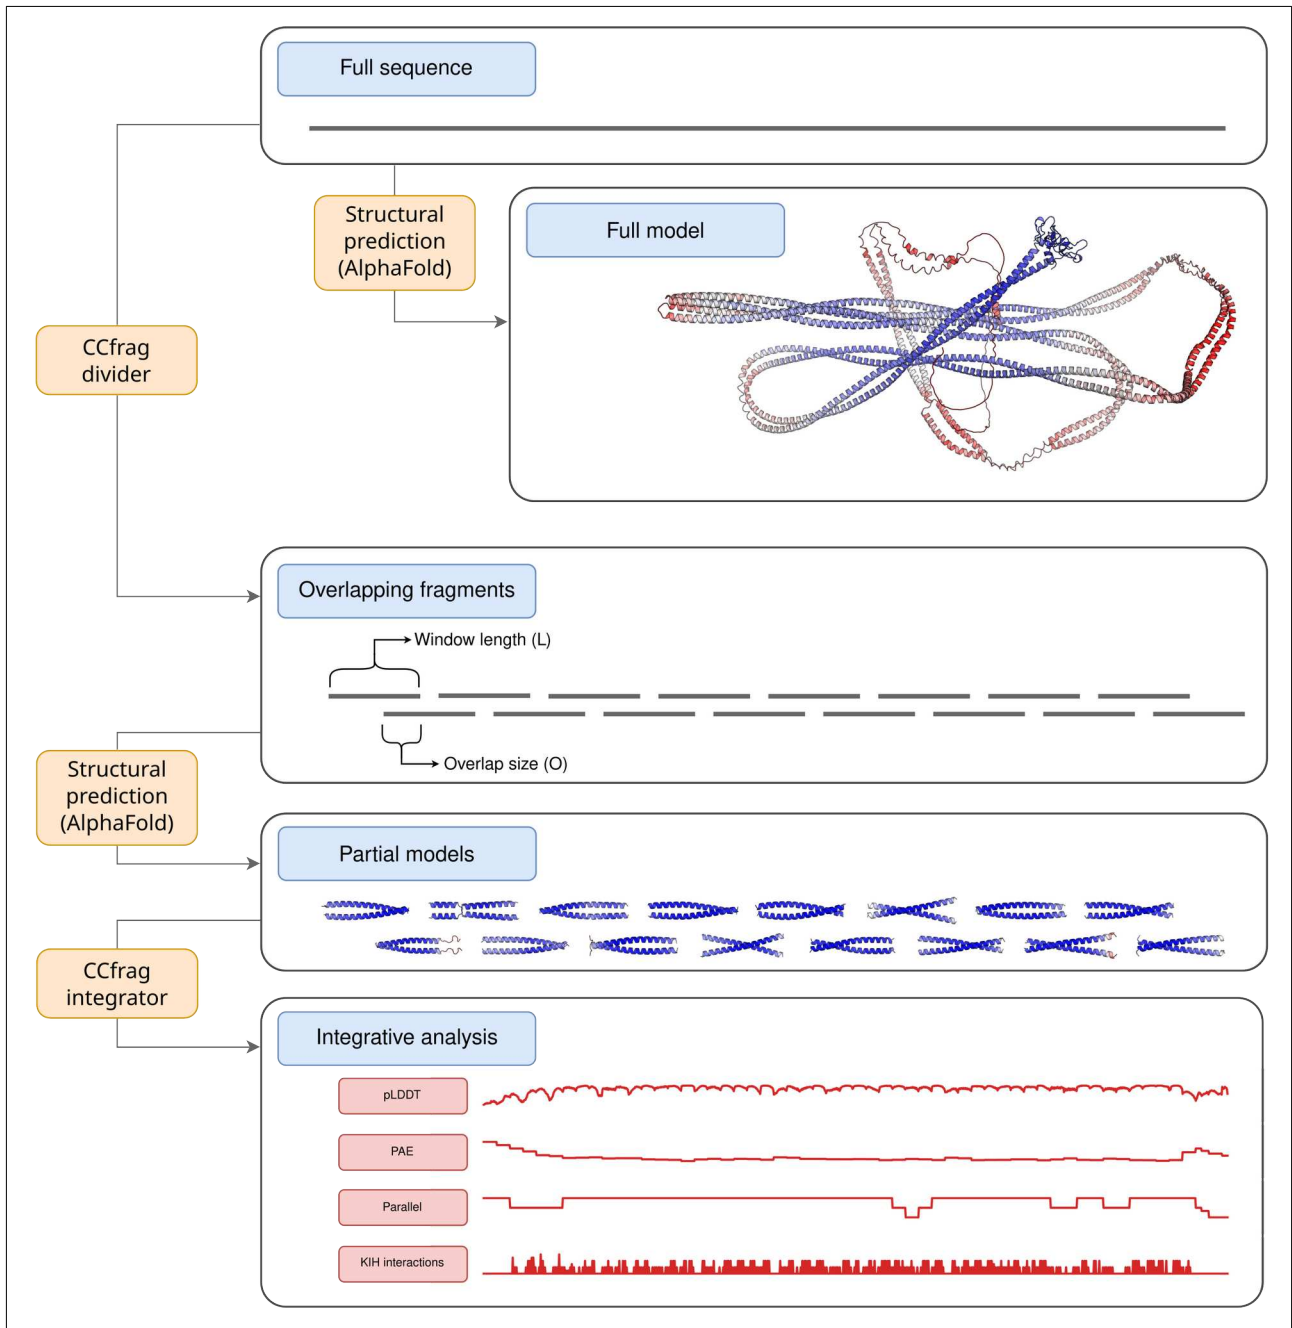 Full sequence
Structural
prediction
(AlphaFold)
Full model
CCfrag
divider
Overlapping fragments
Window length (L)
Overlap size (O)
Structural
prediction
(AlphaFold)
Partial models
CCfrag
integrator
Integrative analysis
pLDDT
PAE
Parallel
KIH interactions